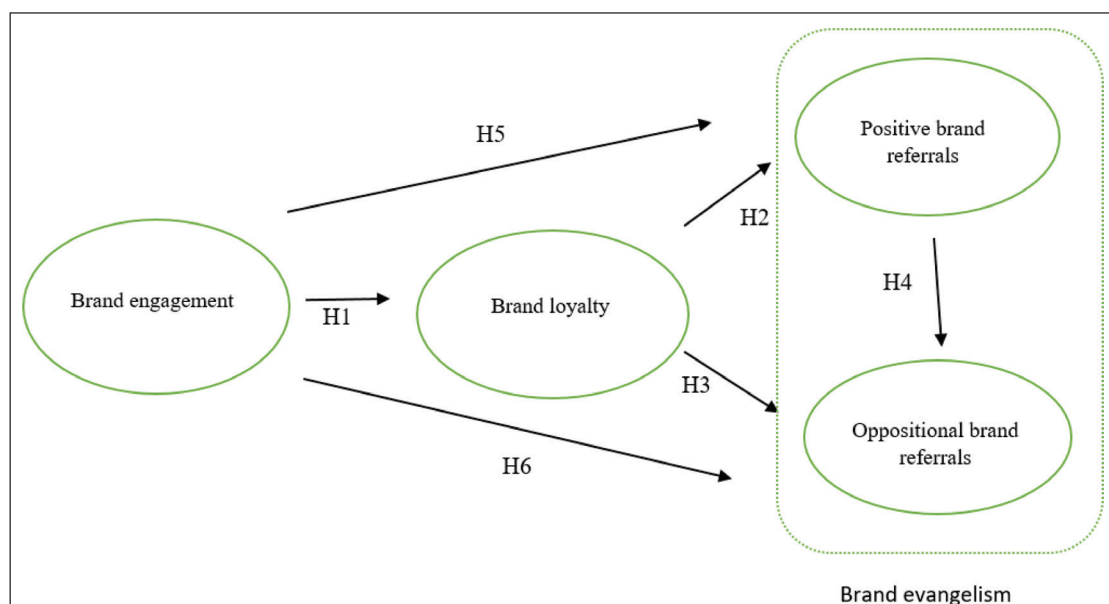 Positive brand
referrals
H5
H2
Brand engagement
H1
Brand loyalty
H4
H3
Oppositional brand
referrals
H6
Brand evangelism